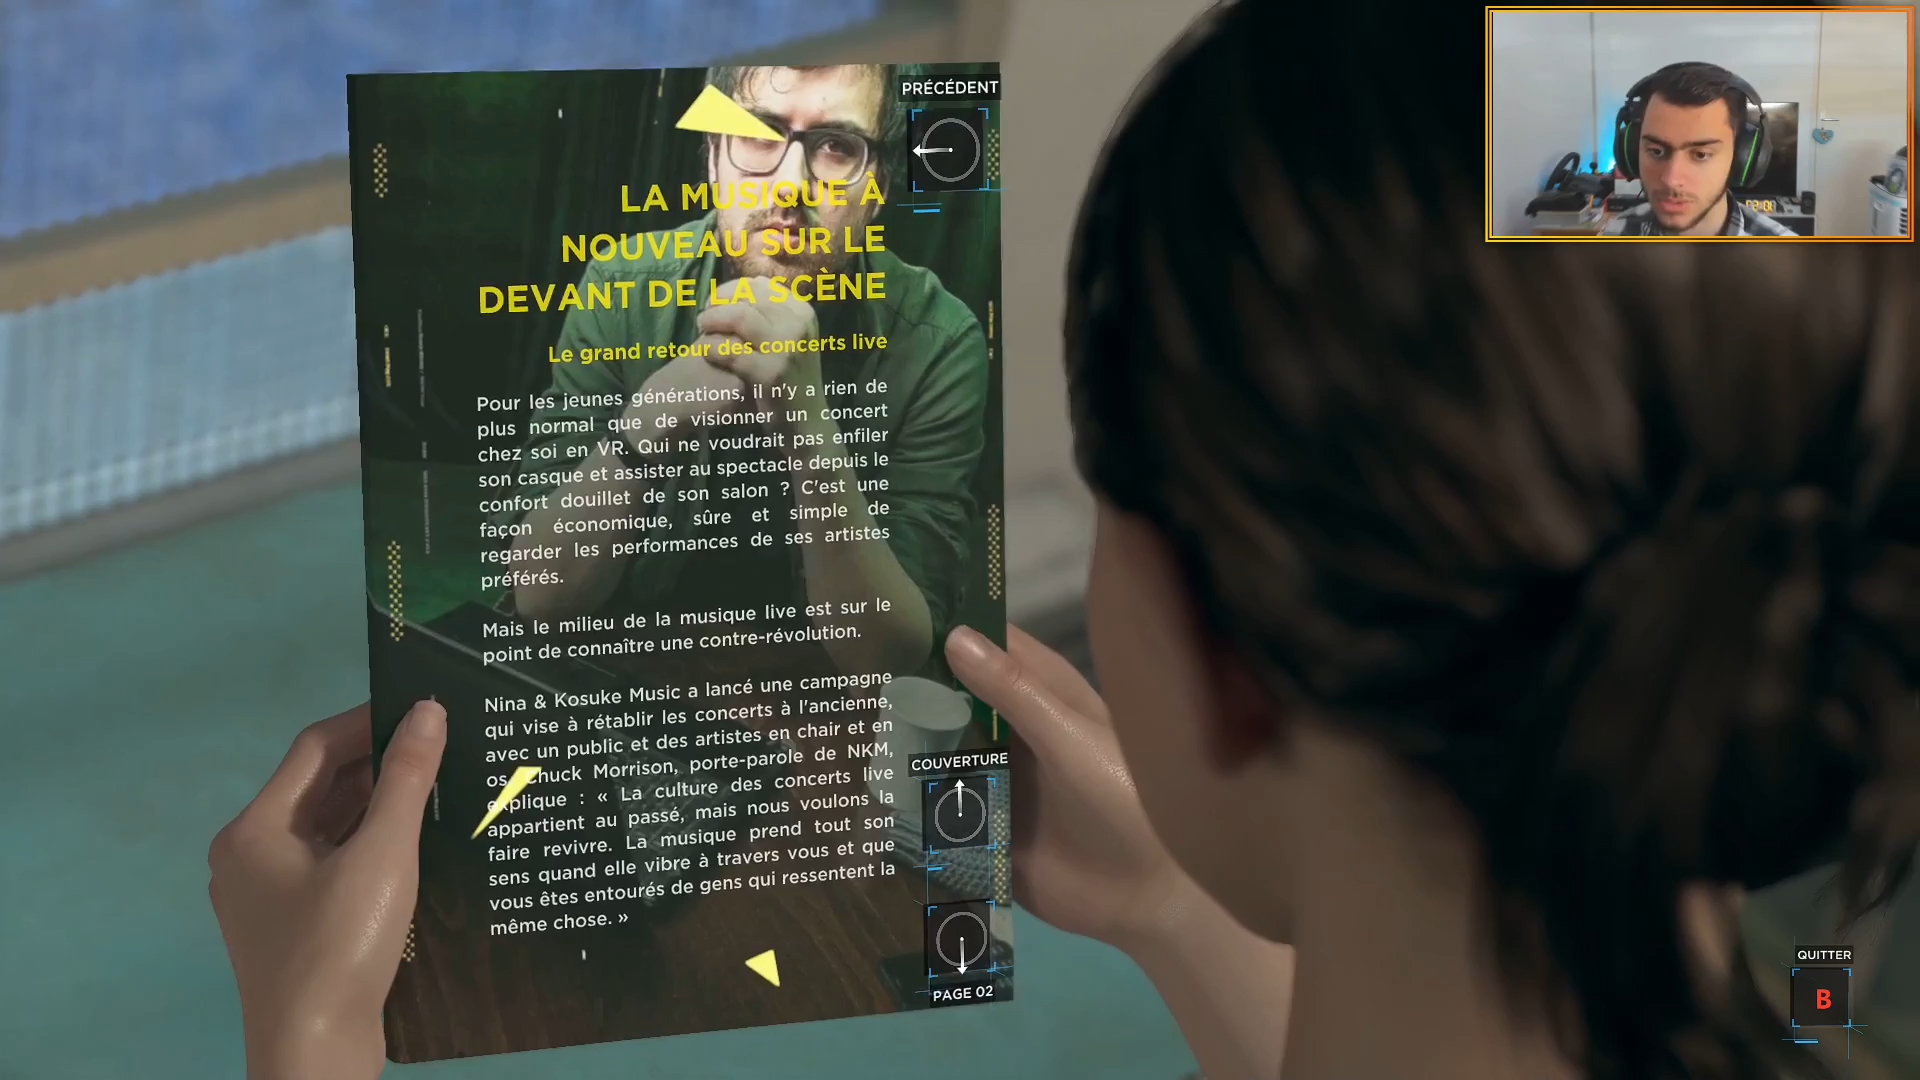 PRÉCÉDENT
LA MUSIQUE À
NOUVEAU SUR LE
DEVANT DE LA SCÈNE
Le grand retour des concerts live
Pour les jeunes générations, il n'y a rien de
plus normal que de visionner un concert
chez soi en VR. Qui ne voudrait pas enfiler
son casque et assister au spectacle depuis le
confort douillet de son salon ? C'est une
façon économique, sûre et simple de
regarder les performances de ses artistes
préférés.
Mais le milieu de la musique live est sur le
point de connaître une contre-révolution.
Nina & Kosuke Music a lancé une campagne
qui vise à rétablir les concerts à l'ancienne,
avec un public et des artistes en chair et en
os. Chuck Morrison, porte-parole de NKM,
explique : « La culture des concerts live
appartient au passé, mais nous voulons la
faire revivre. La musique prend tout son
sens quand elle vibre à travers vous et que
vous êtes entourés de gens qui ressentent la
même chose. »
COUVERTURE
PAGE 02
QUITTER
B